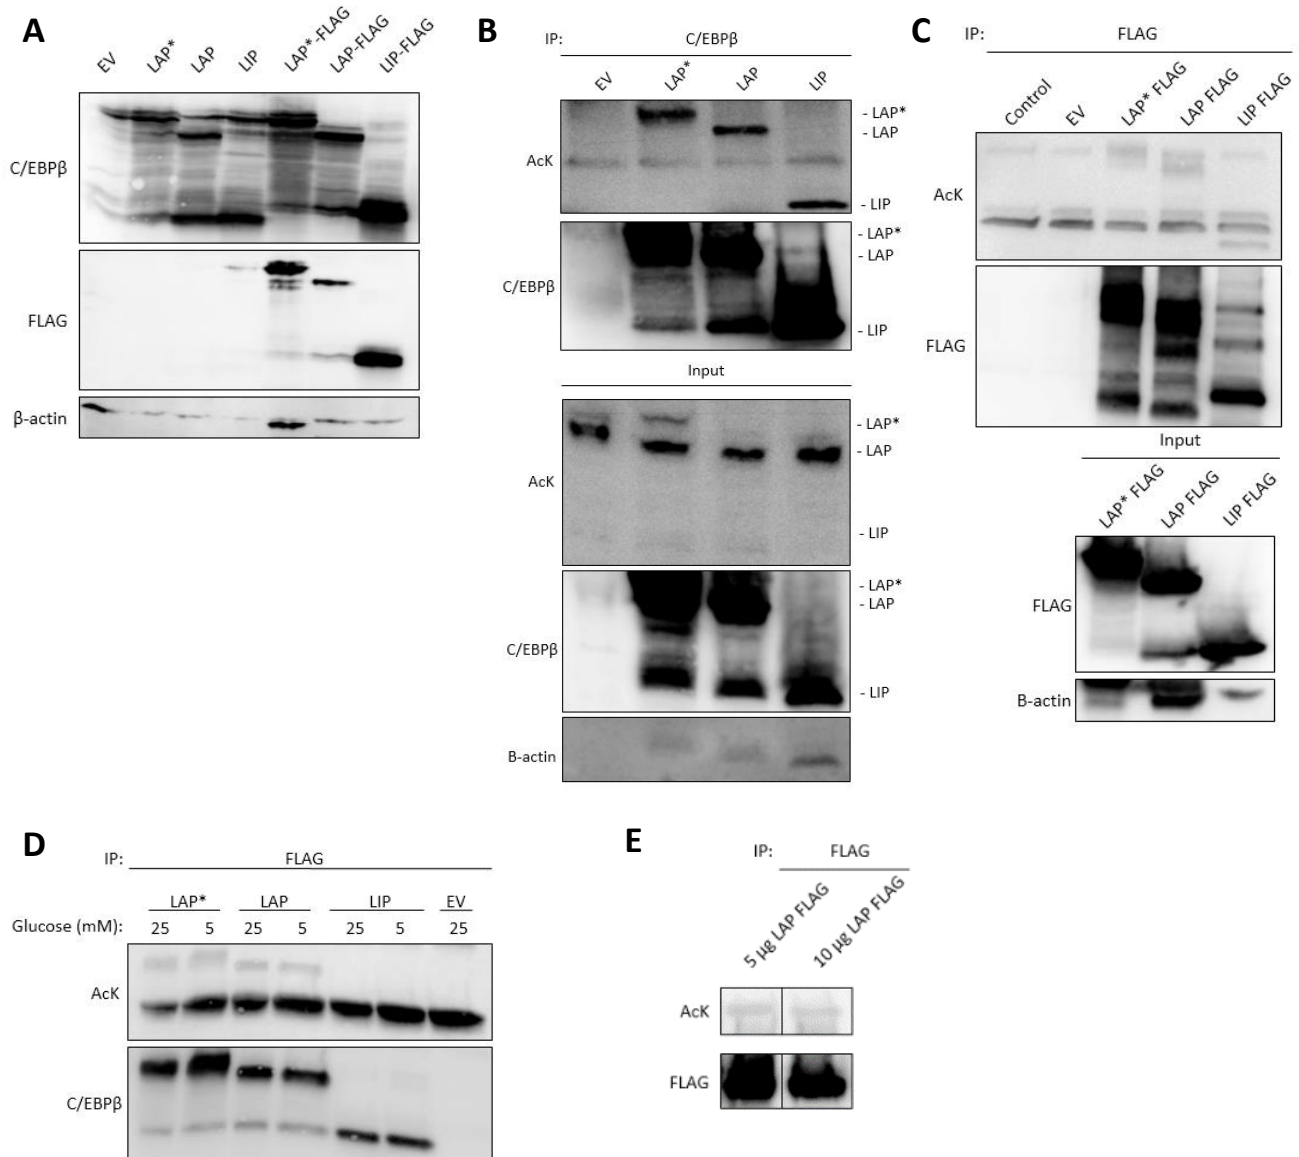 A
EV LAP* LAP LIP LAP*-FLAG LAP-FLAG LIP-FLAG
C/EBPβ
FLAG
β-actin
B
IP: C/EBPβ
EV LAP* LAP LIP
AcK
- LAP*
- LAP
- LIP
C/EBPβ
- LAP*
- LAP
- LIP
Input
AcK
- LAP*
- LAP
- LIP
C/EBPβ
- LAP*
- LAP
- LIP
B-actin
C
IP: FLAG
Control EV LAP* FLAG LAP FLAG LIP FLAG
AcK
FLAG
Input
LAP* FLAG LAP FLAG LIP FLAG
FLAG
B-actin
D
IP: FLAG
LAP* LAP LIP EV
Glucose (mM): 25 5 25 5 25 5 25
AcK
C/EBPβ
E
IP: FLAG
5 µg LAP FLAG 10 µg LAP FLAG
AcK
FLAG